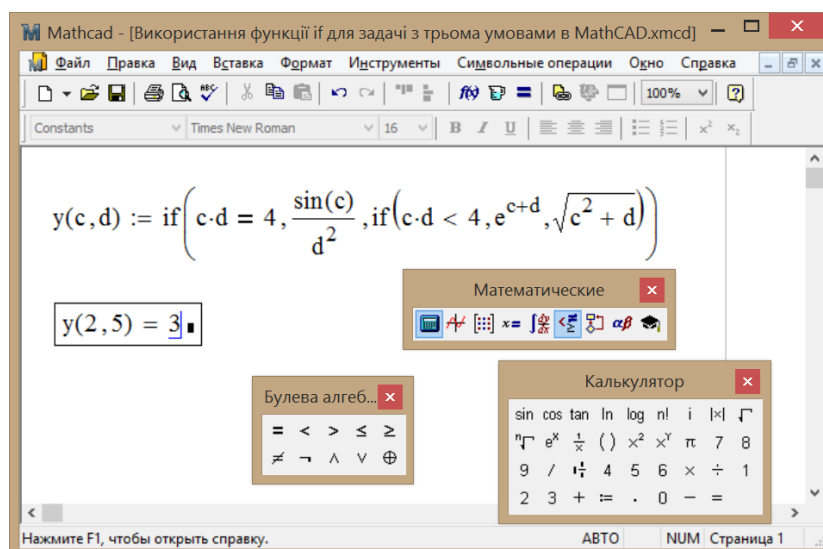 Mathcad - [Використання функції if для задачі з трьома умовами в MathCAD.xmcd]
Файл Правка Вид Вставка Формат Инструменты Символьные операции Окно Справка
100%
Constants Times New Roman 16 B I U x² x₂
y(c,d) := if(c·d = 4, sin(c)/d², if(c·d < 4, e^(c+d), √(c² + d)))
y(2,5) = 3
Математические
x= αβ
Булева алгеб...
= < > ≤ ≥
≠ ¬ ∧ ∨ ⊕
Калькулятор
sin cos tan ln log n! i |×| √
ⁿ√ eˣ 1/x () ×² ×ʸ π 7 8
9 / 4 5 6 × ÷ 1
2 3 + := . 0 − =
Нажмите F1, чтобы открыть справку. АВТО NUM Страница 1